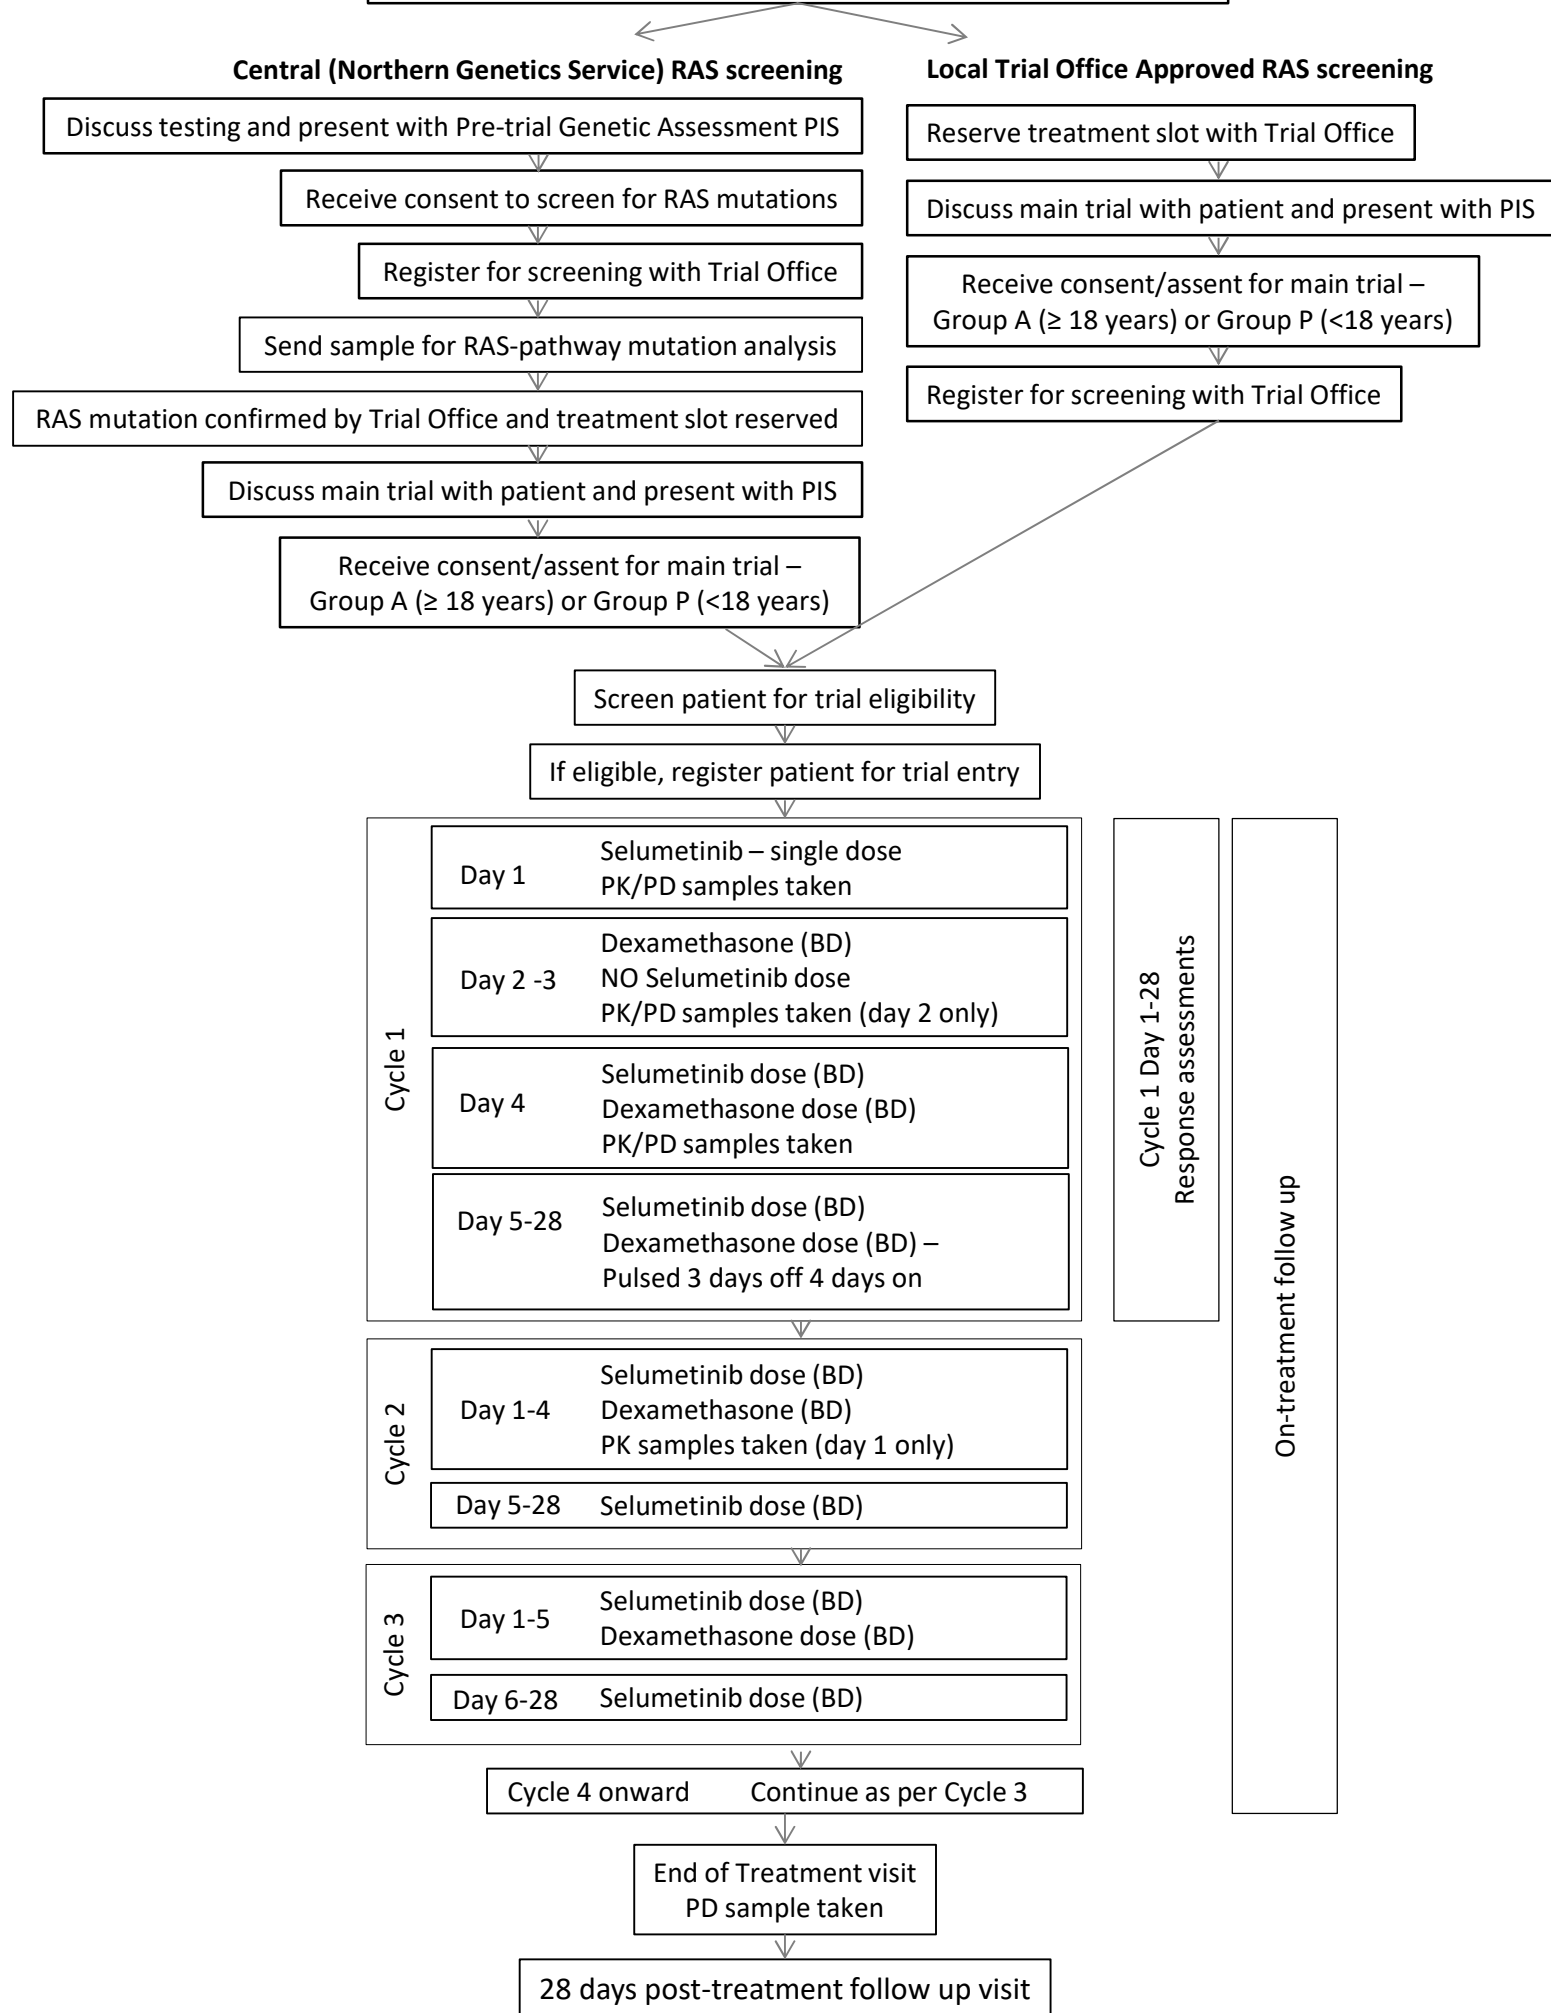 Central (Northern Genetics Service) RAS screening
Discuss testing and present with Pre-trial Genetic Assessment PIS
Receive consent to screen for RAS mutations
Register for screening with Trial Office
Send sample for RAS-pathway mutation analysis
RAS mutation confirmed by Trial Office and treatment slot reserved
Discuss main trial with patient and present with PIS
Receive consent/assent for main trial –
Group A (≥ 18 years) or Group P (<18 years)
Local Trial Office Approved RAS screening
Reserve treatment slot with Trial Office
Discuss main trial with patient and present with PIS
Receive consent/assent for main trial –
Group A (≥ 18 years) or Group P (<18 years)
Register for screening with Trial Office
Screen patient for trial eligibility
If eligible, register patient for trial entry
Cycle 1
Day 1
Selumetinib – single dose
PK/PD samples taken
Day 2 -3
Dexamethasone (BD)
NO Selumetinib dose
PK/PD samples taken (day 2 only)
Day 4
Selumetinib dose (BD)
Dexamethasone dose (BD)
PK/PD samples taken
Day 5-28
Selumetinib dose (BD)
Dexamethasone dose (BD) –
Pulsed 3 days off 4 days on
Cycle 1 Day 1-28
Response assessments
On-treatment follow up
Cycle 2
Day 1-4
Selumetinib dose (BD)
Dexamethasone (BD)
PK samples taken (day 1 only)
Day 5-28
Selumetinib dose (BD)
Cycle 3
Day 1-5
Selumetinib dose (BD)
Dexamethasone dose (BD)
Day 6-28
Selumetinib dose (BD)
Cycle 4 onward
Continue as per Cycle 3
End of Treatment visit
PD sample taken
28 days post-treatment follow up visit